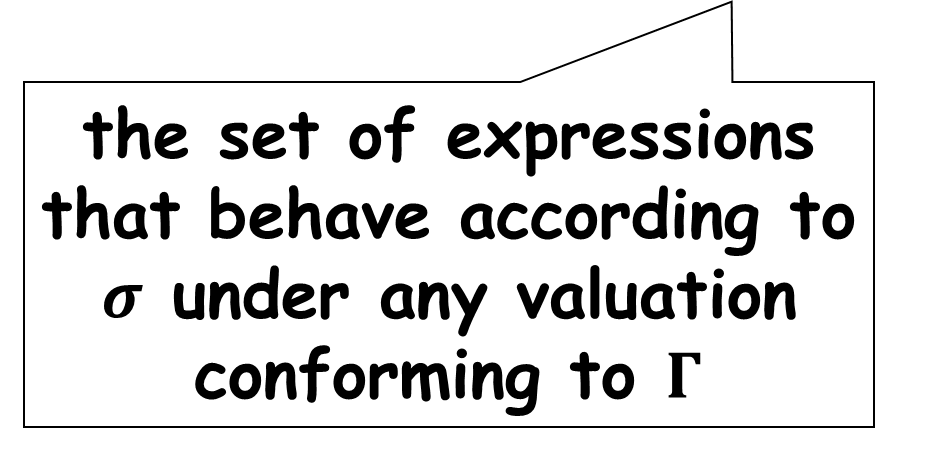 the set of expressions
that behave according to
σ under any valuation
conforming to Γ